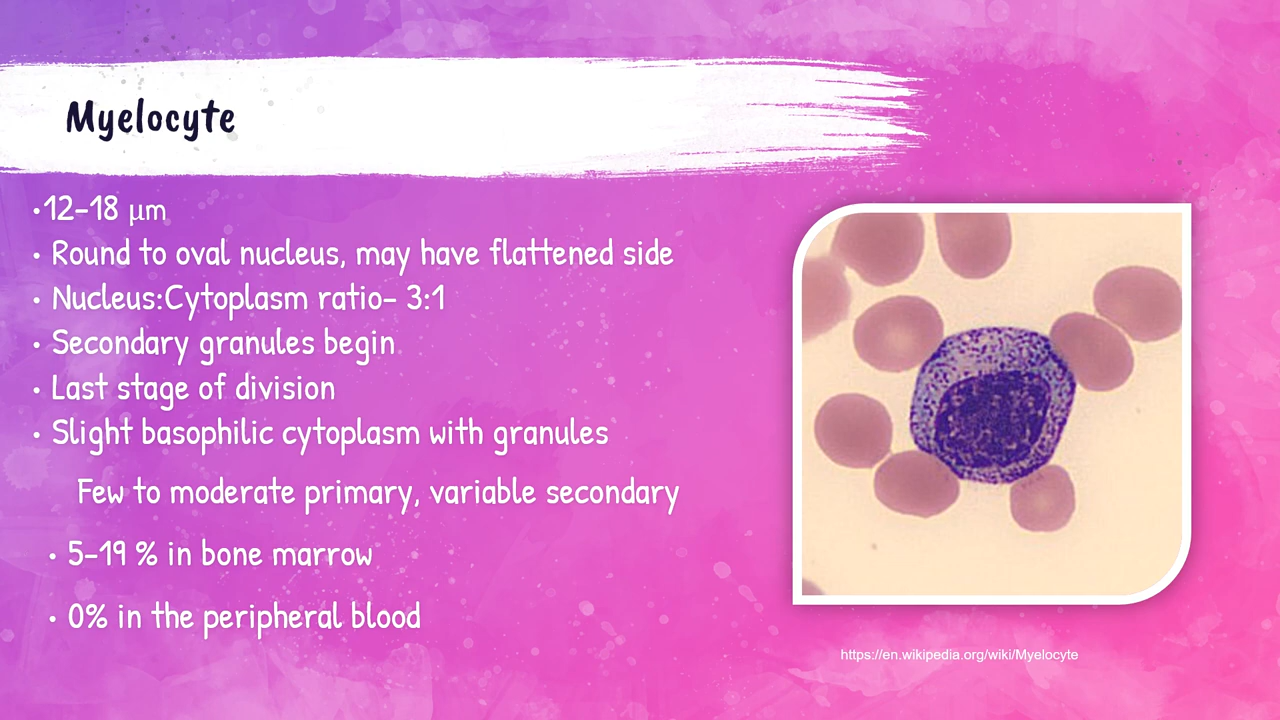 Myelocyte
•12-18 µm
• Round to oval nucleus, may have flattened side
• Nucleus:Cytoplasm ratio- 3:1
• Secondary granules begin
• Last stage of division
• Slight basophilic cytoplasm with granules
Few to moderate primary, variable secondary
• 5-19 % in bone marrow
• 0% in the peripheral blood
https://en.wikipedia.org/wiki/Myelocyte